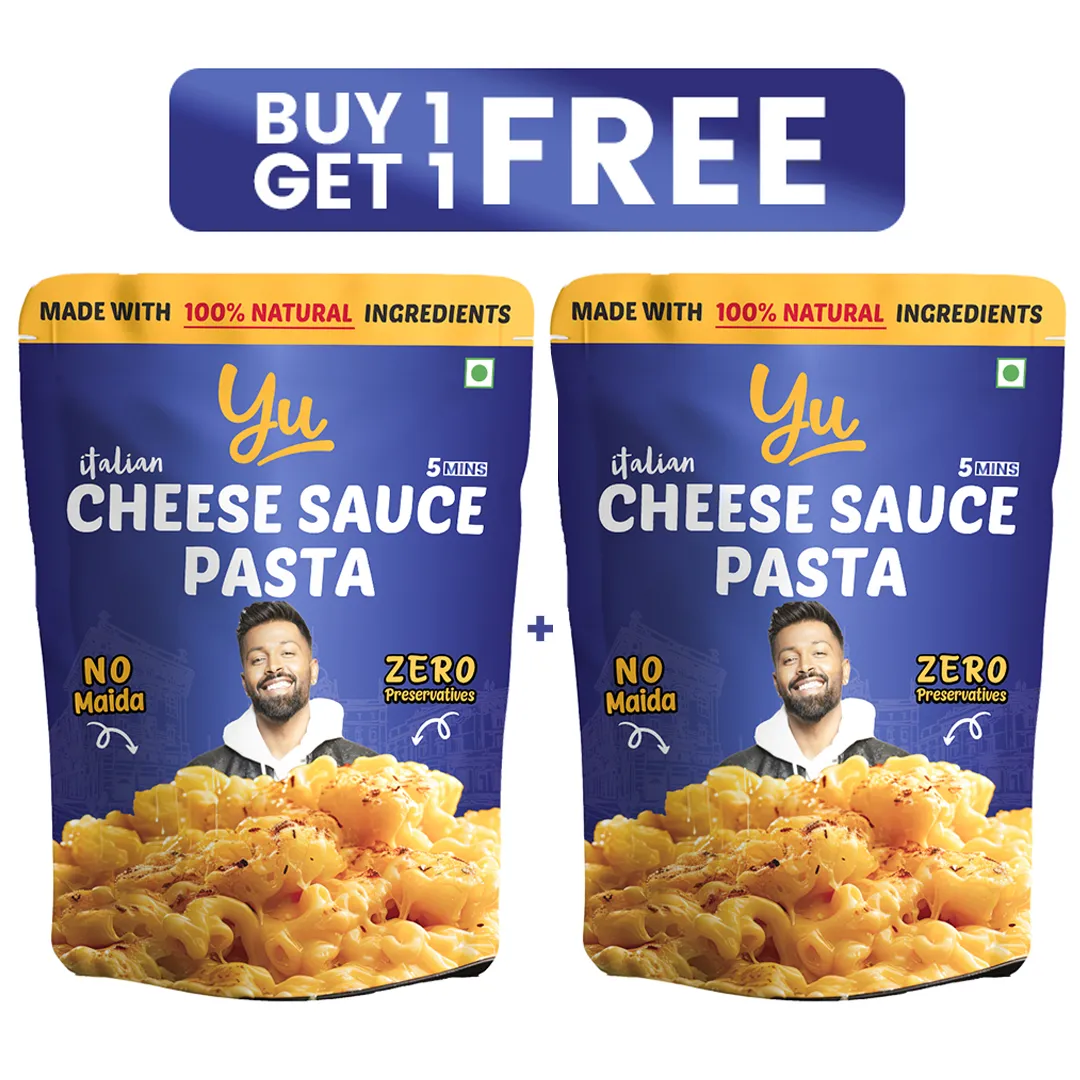 BUY 1
GET 1
FREE
MADE WITH 100% NATURAL INGREDIENTS
yu
italian
5 MINS
CHEESE SAUCE
PASTA
NO
Maida
ZERO
Preservatives
+
MADE WITH 100% NATURAL INGREDIENTS
yu
italian
5 MINS
CHEESE SAUCE
PASTA
NO
Maida
ZERO
Preservatives